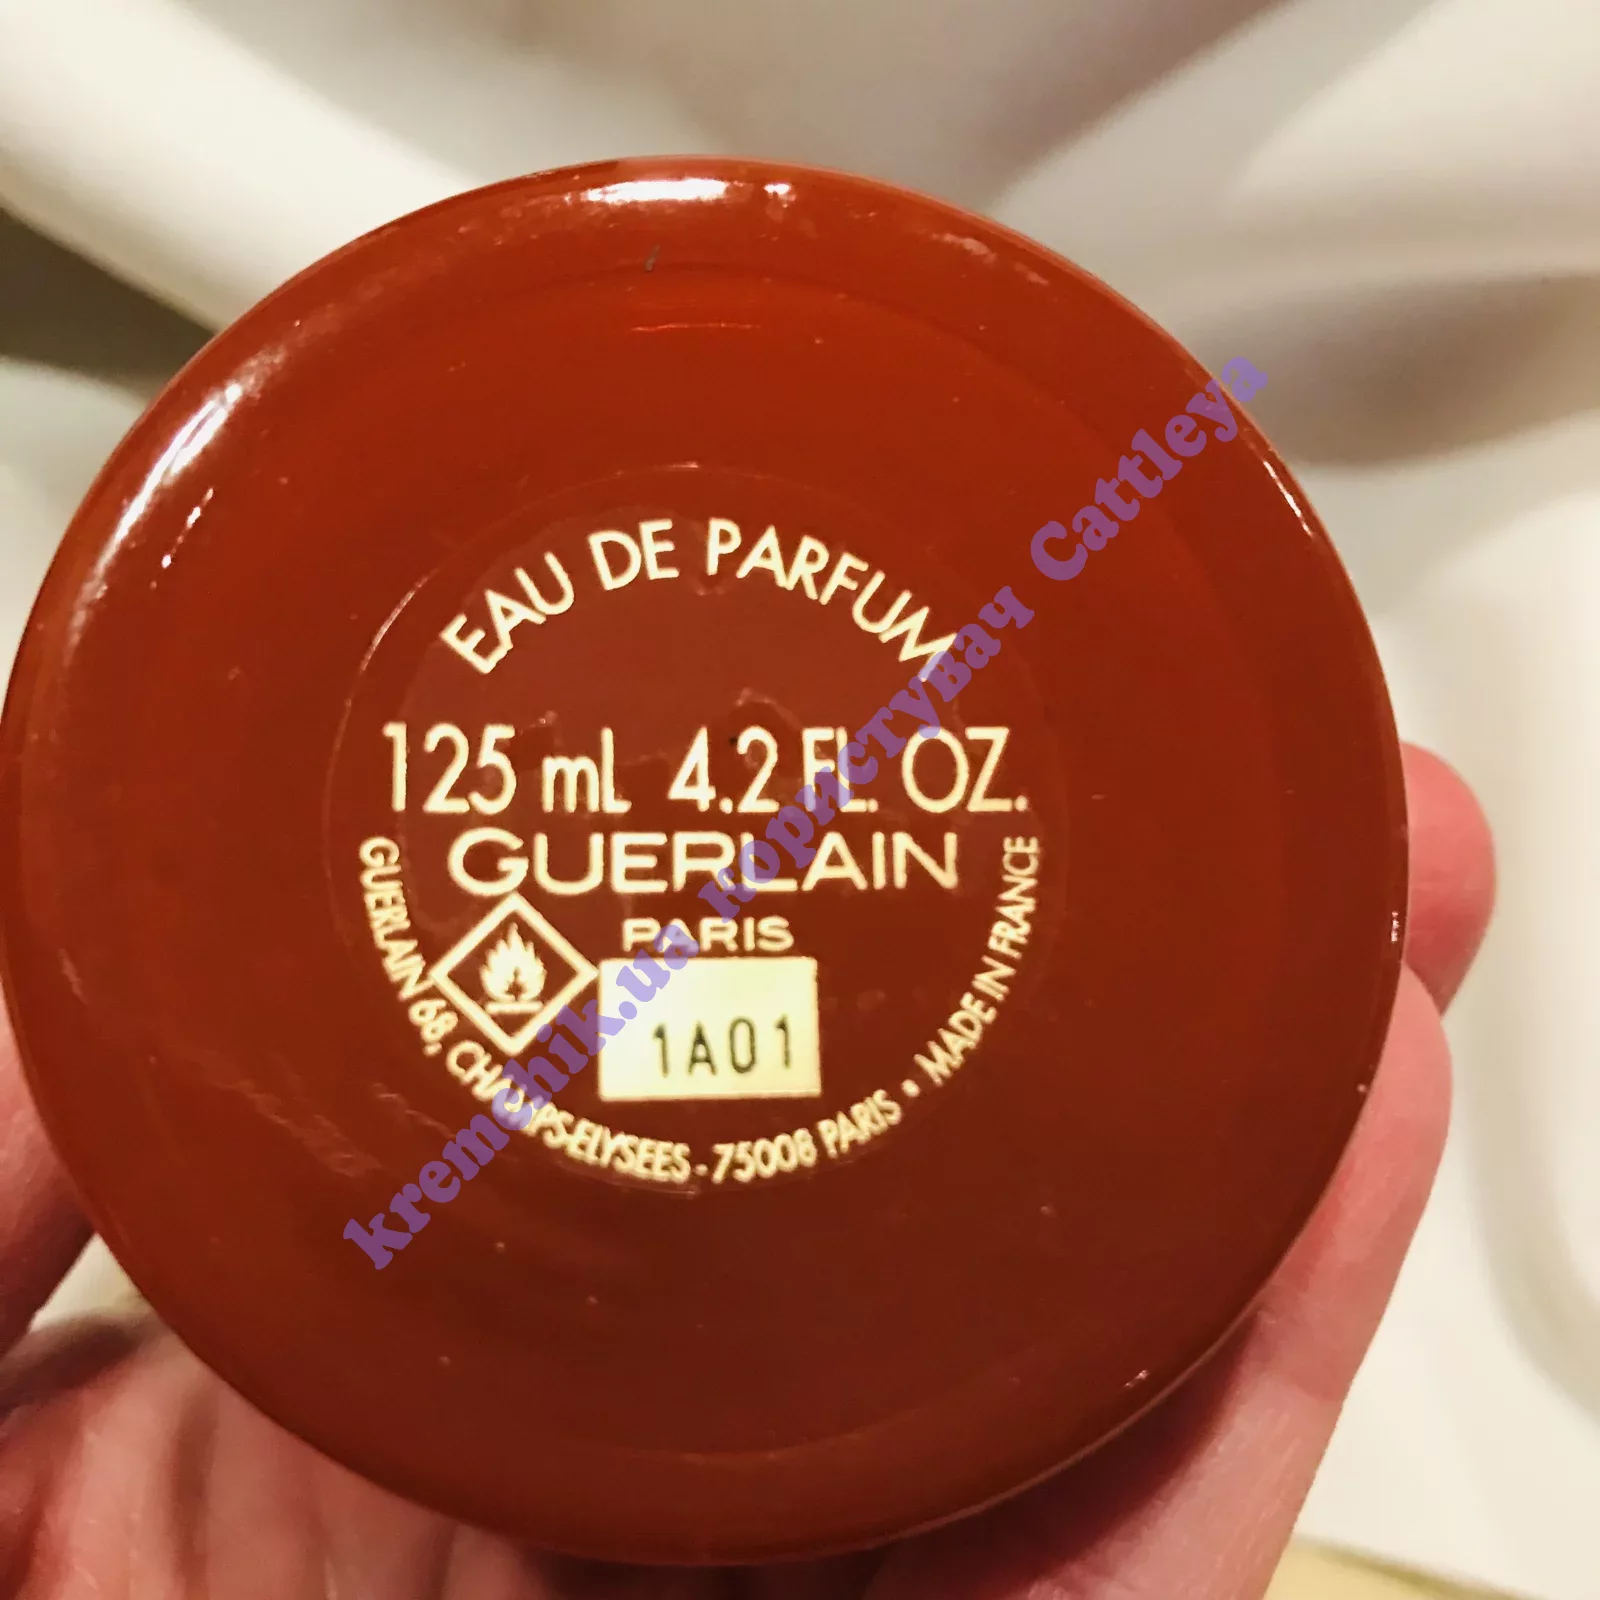 EAU DE PARFUM
125 ml 4.2 FL. OZ.
GUERLAIN
PARIS
1A01
GUERLAIN 68, CHAMPS-ELYSEES - 75008 PARIS • MADE IN FRANCE
kremchik.ua користувач Cattleya